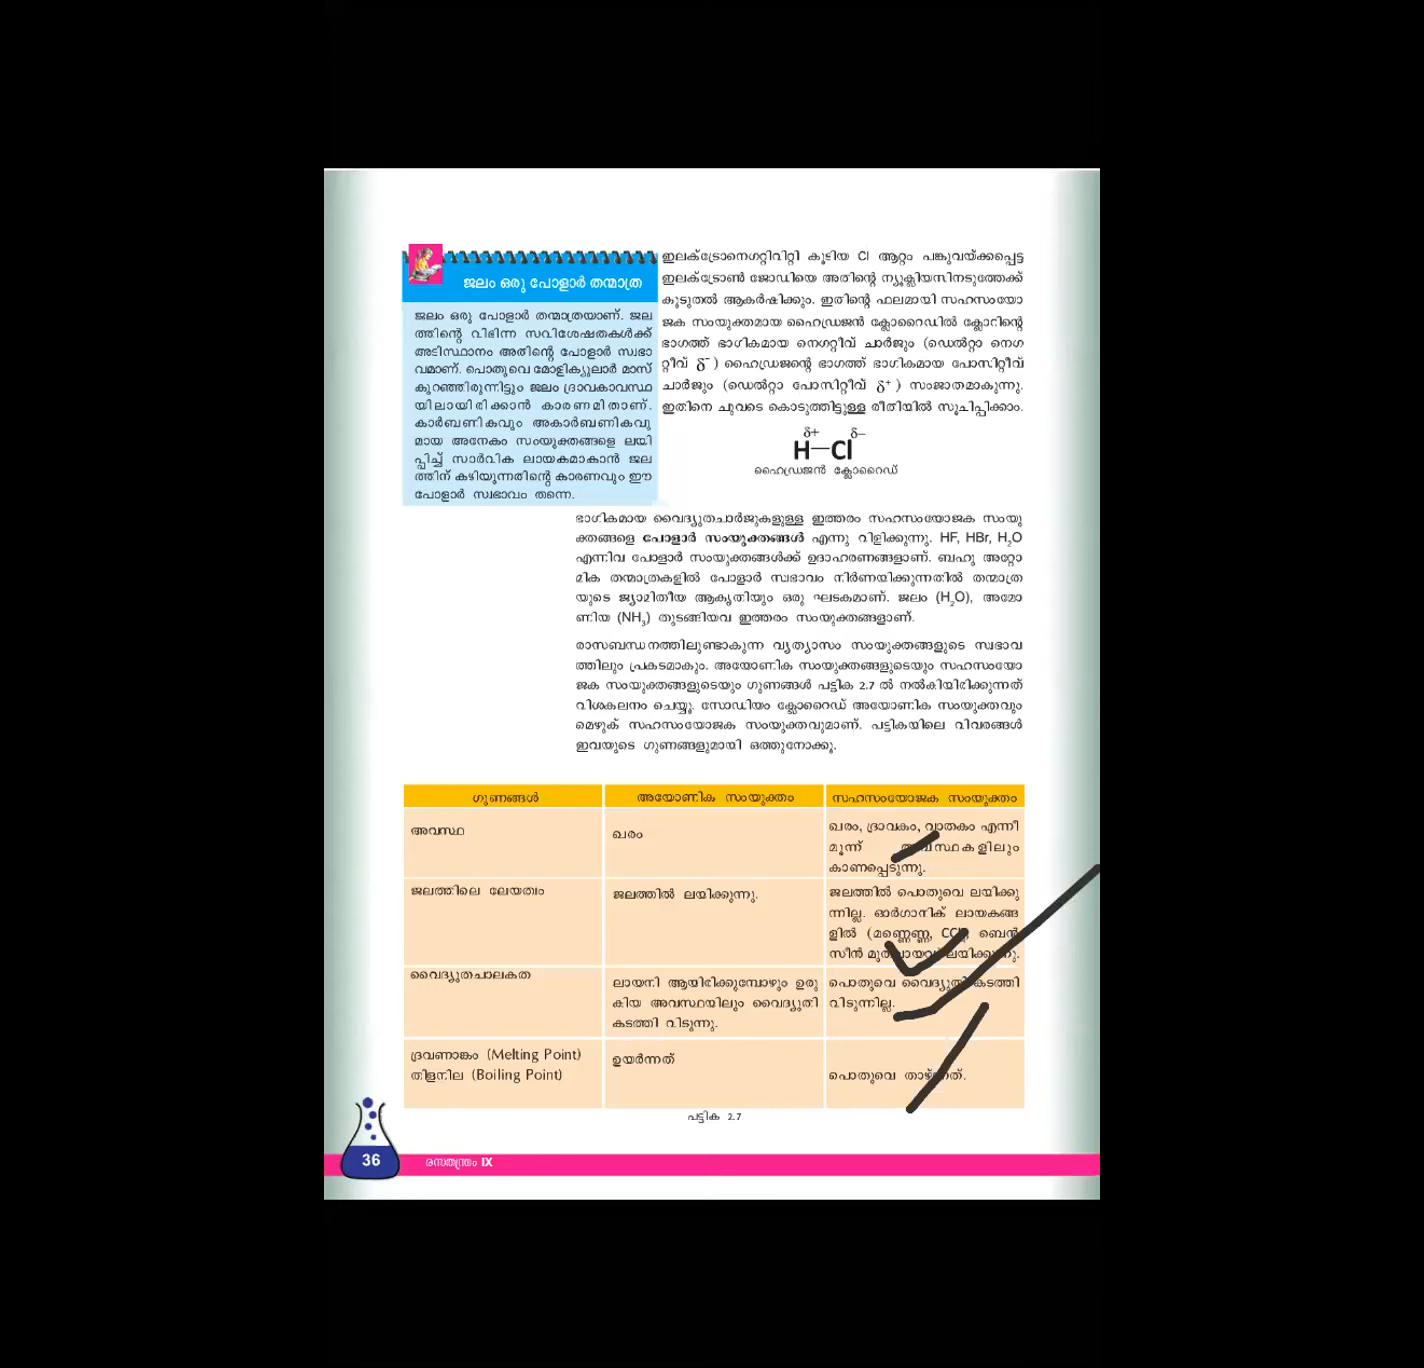 ജലം ഒരു പോളാർ തന്മാത്ര
ജലം ഒരു പോളാർ തന്മാത്രയാണ്. ജല
ത്തിന്റെ വിഭിന്ന സവിശേഷതകൾക്ക്
അടിസ്ഥാനം അതിന്റെ പോളാർ സ്വഭാ
വമാണ്. പൊതുവെ മോളിക്യുലാർ മാസ്
കുറഞ്ഞിരുന്നിട്ടും ജലം ദ്രാവകാവസ്ഥ
യിലായിരിക്കാൻ കാരണമിതാണ്.
കാർബണികവും അകാർബണികവു
മായ അനേകം സംയുക്തങ്ങളെ ലയി
പ്പിച്ച് സാർവിക ലായകമാകാൻ ജല
ത്തിന് കഴിയുന്നതിന്റെ കാരണവും ഈ
പോളാർ സ്വഭാവം തന്നെ.
ഇലക്ട്രോനെഗറ്റിവിറ്റി കൂടിയ Cl ആറ്റം പങ്കുവയ്ക്കപ്പെട്ട
ഇലക്ട്രോൺ ജോഡിയെ അതിന്റെ ന്യൂക്ലിയസിനടുത്തേക്ക്
കൂടുതൽ ആകർഷിക്കും. ഇതിന്റെ ഫലമായി സഹസംയോ
ജക സംയുക്തമായ ഹൈഡ്രജൻ ക്ലോറൈഡിൽ ക്ലോറിന്റെ
ഭാഗത്ത് ഭാഗികമായ നെഗറ്റീവ് ചാർജും (ഡെൽറ്റാ നെഗ
റ്റീവ് δ⁻) ഹൈഡ്രജന്റെ ഭാഗത്ത് ഭാഗികമായ പോസിറ്റീവ്
ചാർജും (ഡെൽറ്റാ പോസിറ്റീവ് δ⁺) സംജാതമാകുന്നു.
ഇതിനെ ചുവടെ കൊടുത്തിട്ടുള്ള രീതിയിൽ സൂചിപ്പിക്കാം.
δ+ δ–
H—Cl
ഹൈഡ്രജൻ ക്ലോറൈഡ്
ഭാഗികമായ വൈദ്യുതചാർജുകളുള്ള ഇത്തരം സഹസംയോജക സംയു
ക്തങ്ങളെ പോളാർ സംയുക്തങ്ങൾ എന്നു വിളിക്കുന്നു. HF, HBr, H₂O
എന്നിവ പോളാർ സംയുക്തങ്ങൾക്ക് ഉദാഹരണങ്ങളാണ്. ബഹു അറ്റോ
മിക തന്മാത്രകളിൽ പോളാർ സ്വഭാവം നിർണയിക്കുന്നതിൽ തന്മാത്ര
യുടെ ജ്യാമിതീയ ആകൃതിയും ഒരു ഘടകമാണ്. ജലം (H₂O), അമോ
ണിയ (NH₃) തുടങ്ങിയവ ഇത്തരം സംയുക്തങ്ങളാണ്.
രാസബന്ധനത്തിലുണ്ടാകുന്ന വ്യത്യാസം സംയുക്തങ്ങളുടെ സ്വഭാവ
ത്തിലും പ്രകടമാകും. അയോണിക സംയുക്തങ്ങളുടെയും സഹസംയോ
ജക സംയുക്തങ്ങളുടെയും ഗുണങ്ങൾ പട്ടിക 2.7 ൽ നൽകിയിരിക്കുന്നത്
വിശകലനം ചെയ്യൂ. സോഡിയം ക്ലോറൈഡ് അയോണിക സംയുക്തവും
മെഴുക് സഹസംയോജക സംയുക്തവുമാണ്. പട്ടികയിലെ വിവരങ്ങൾ
ഇവയുടെ ഗുണങ്ങളുമായി ഒത്തുനോക്കൂ.
ഗുണങ്ങൾ അയോണിക സംയുക്തം സഹസംയോജക സംയുക്തം
അവസ്ഥ
ഖരം
ഖരം, ദ്രാവകം, വാതകം എന്നീ
മൂന്ന് അവസ്ഥകളിലും
കാണപ്പെടുന്നു.
ജലത്തിലെ ലേയത്വം
ജലത്തിൽ ലയിക്കുന്നു.
ജലത്തിൽ പൊതുവെ ലയിക്കു
ന്നില്ല. ഓർഗാനിക് ലായകങ്ങ
ളിൽ (മണ്ണെണ്ണ, ബെൻ
സീൻ ലയിക്കുന്നു.
വൈദ്യുതചാലകത
ലായനി ആയിരിക്കുമ്പോഴും ഉരു
കിയ അവസ്ഥയിലും വൈദ്യുതി
കടത്തി വിടുന്നു.
പൊതുവെ വൈദ്യുതി കടത്തി
വിടുന്നില്ല.
ദ്രവണാങ്കം (Melting Point)
തിളനില (Boiling Point)
ഉയർന്നത്
പൊതുവെ താഴ്ന്നത്.
പട്ടിക 2.7
36 രസതന്ത്രം IX